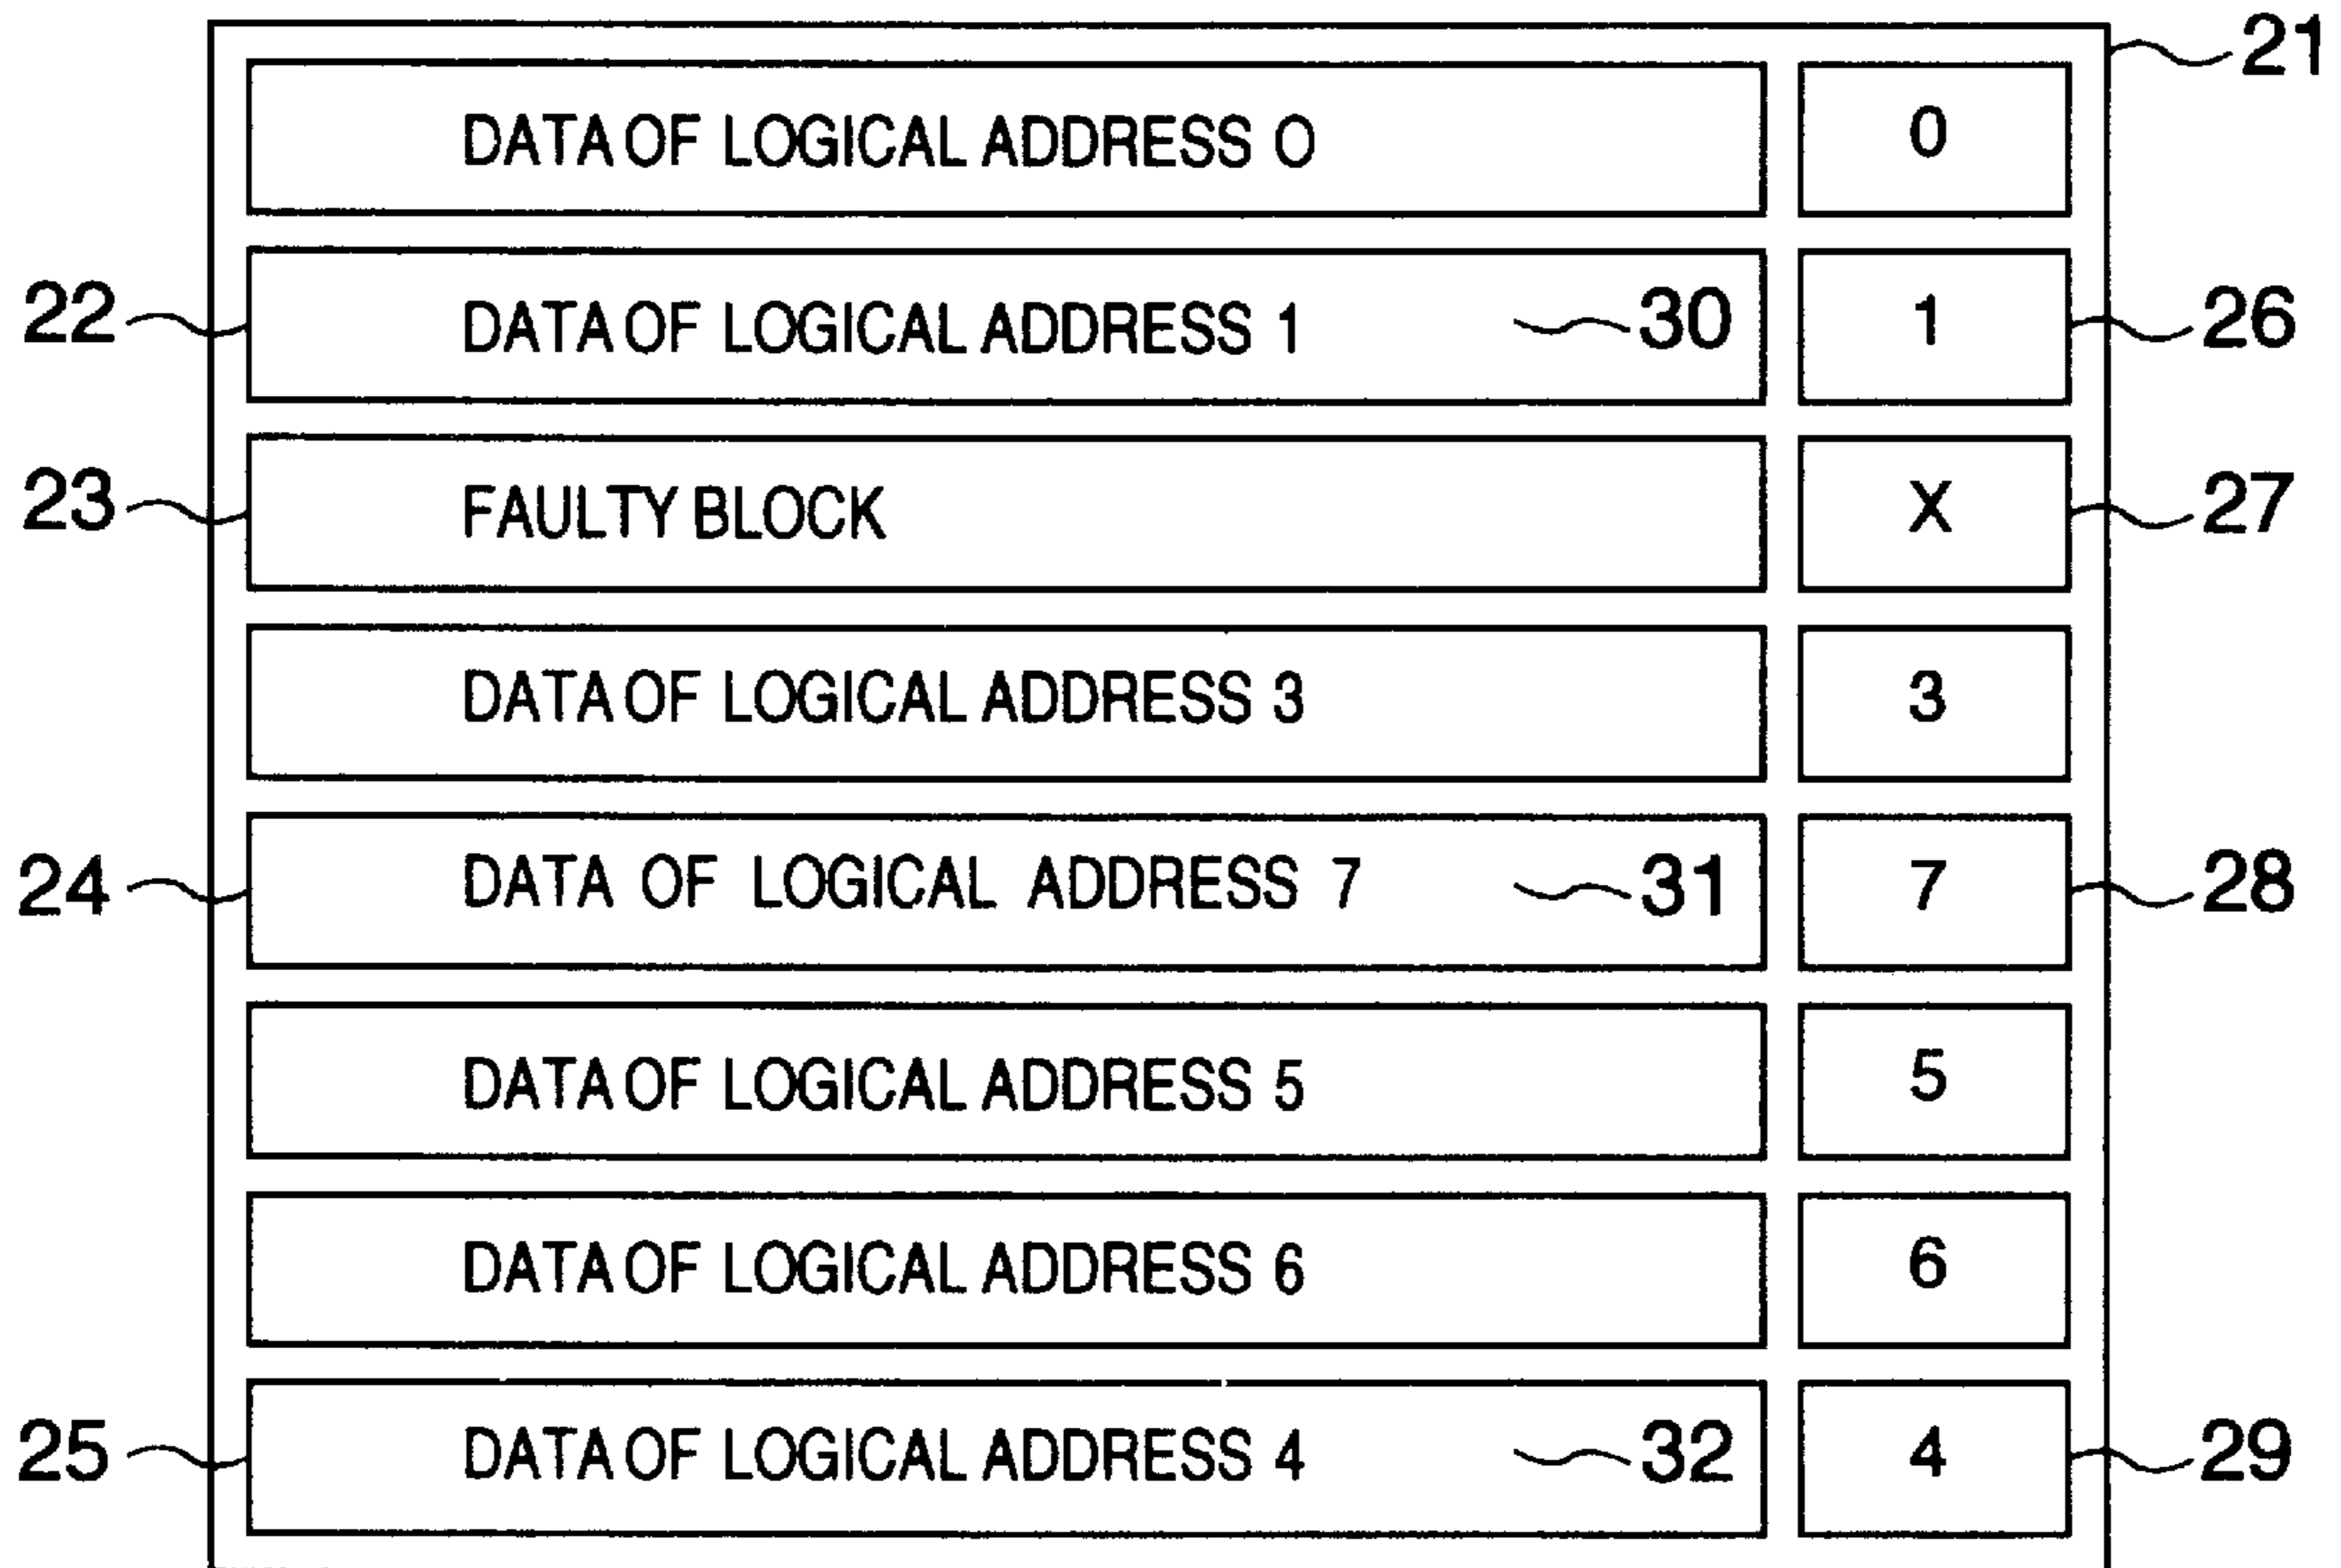 21
DATA OF LOGICAL ADDRESS 0 0
22 DATA OF LOGICAL ADDRESS 1 30 1 26
23 FAULTY BLOCK X 27
DATA OF LOGICAL ADDRESS 3 3
24 DATA OF LOGICAL ADDRESS 7 31 7 28
DATA OF LOGICAL ADDRESS 5 5
DATA OF LOGICAL ADDRESS 6 6
25 DATA OF LOGICAL ADDRESS 4 32 4 29